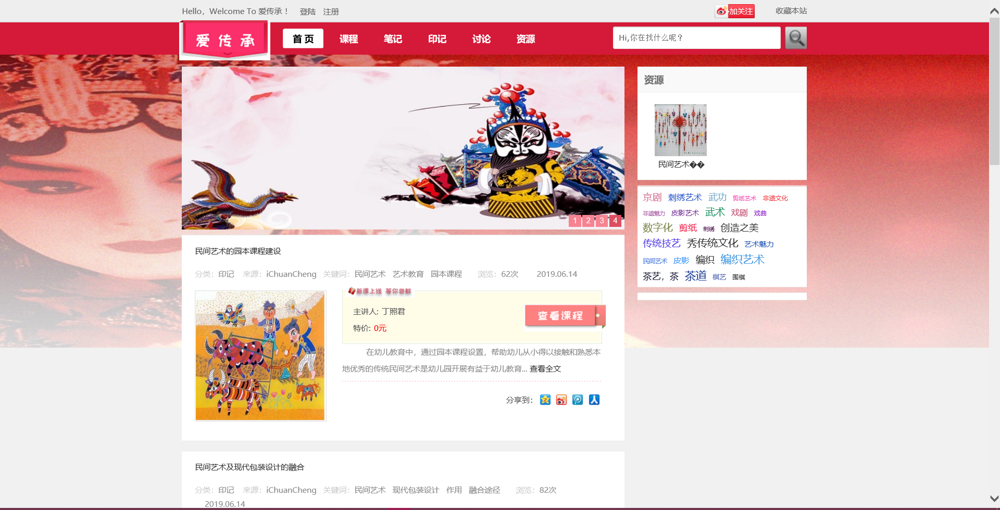 Hello，Welcome To 爱传承！ 登陆 注册 加关注 收藏本站
爱传承 首 页 课程 笔记 印记 讨论 资源 Hi,你在找什么呢？
资源
民间艺术��
1 2 3 4
京剧 刺绣艺术 武功 剪纸艺术 非遗文化
非遗魅力 皮影艺术 武术 戏剧 戏曲
数字化 剪纸 刺绣 创造之美
传统技艺 秀传统文化 艺术魅力
民间艺术 皮影 编织 编织艺术
茶艺，茶 茶道 棋艺 围棋
民间艺术的园本课程建设
分类：印记 来源：iChuanCheng 关键词：民间艺术 艺术教育 园本课程 浏览：62次 2019.06.14
新课上线 等你尝鲜
主讲人: 丁照君
查看课程
特价: 0元
在幼儿教育中，通过园本课程设置，帮助幼儿从小得以接触和熟悉本
地优秀的传统民间艺术是幼儿园开展有益于幼儿教育... 查看全文
分享到：
民间艺术及现代包装设计的融合
分类：印记 来源：iChuanCheng 关键词：民间艺术 现代包装设计 作用 融合途径 浏览：82次
2019.06.14